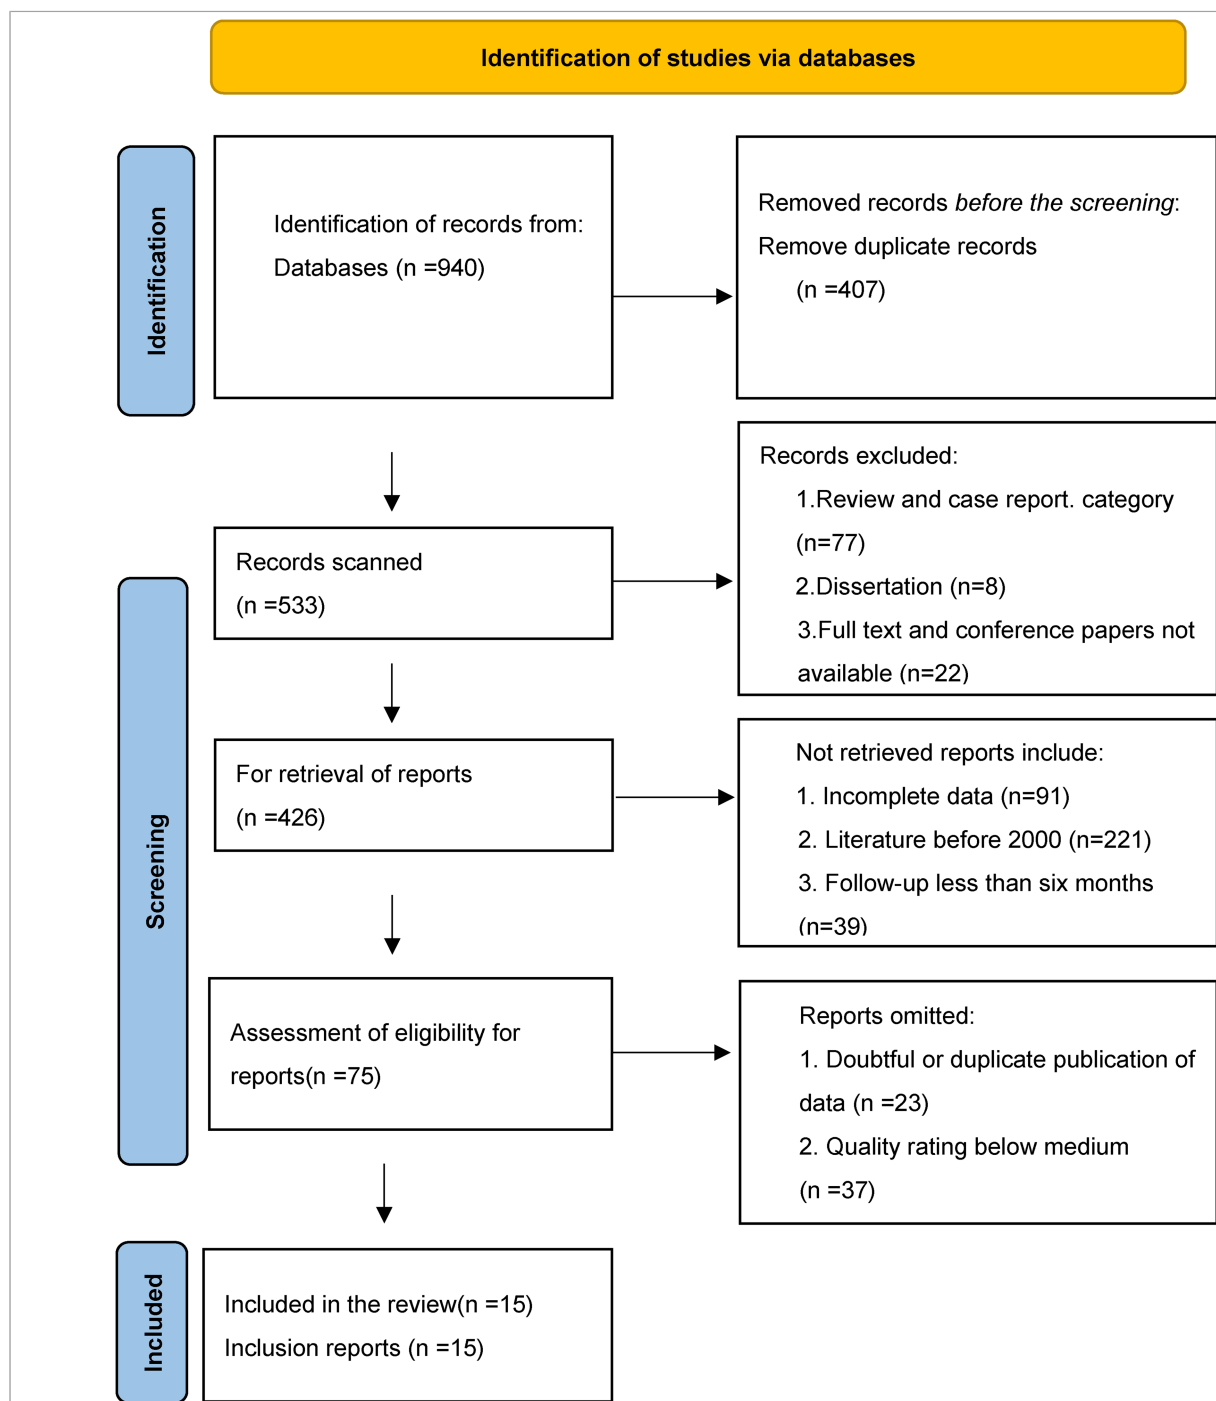 Identification of studies via databases
Identification
Identification of records from:
Databases (n =940)
Removed records before the screening:
Remove duplicate records
(n =407)
Screening
Records scanned
(n =533)
Records excluded:
1.Review and case report. category
(n=77)
2.Dissertation (n=8)
3.Full text and conference papers not
available (n=22)
For retrieval of reports
(n =426)
Not retrieved reports include:
1. Incomplete data (n=91)
2. Literature before 2000 (n=221)
3. Follow-up less than six months
(n=39)
Assessment of eligibility for
reports(n =75)
Reports omitted:
1. Doubtful or duplicate publication of
data (n =23)
2. Quality rating below medium
(n =37)
Included
Included in the review(n =15)
Inclusion reports (n =15)